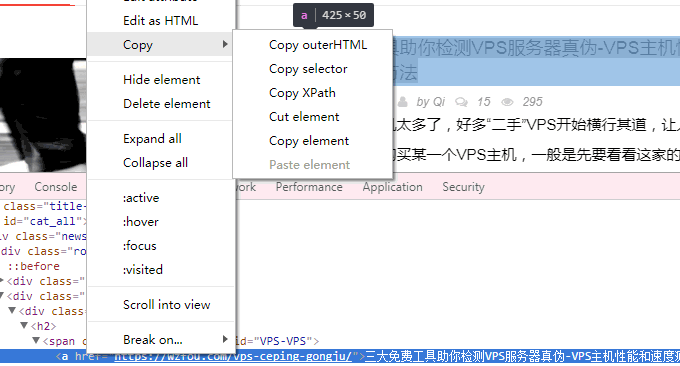 Edit as HTML
Copy
Hide element
Delete element
Expand all
Collapse all
:active
:hover
:focus
:visited
Scroll into view
Break on...
Copy outerHTML
Copy selector
Copy XPath
Cut element
Copy element
Paste element
a 425×50
具助你检测VPS服务器真伪-VPS主机性
方法
by Qi 15 295
太多了，好多“二手”VPS开始横行其道，让
买某一个VPS主机，一般是先要看看这家的
Console
Performance Application Security
class="title-
id="cat_all">
class="news
class="ro
::before
<div class="
<div class="
<div class=
<h2>
<span c id="VPS-VPS">
<a href="https://wzfou.com/vps-ceping-gongju/">三大免费工具助你检测VPS服务器真伪-VPS主机性能和速度